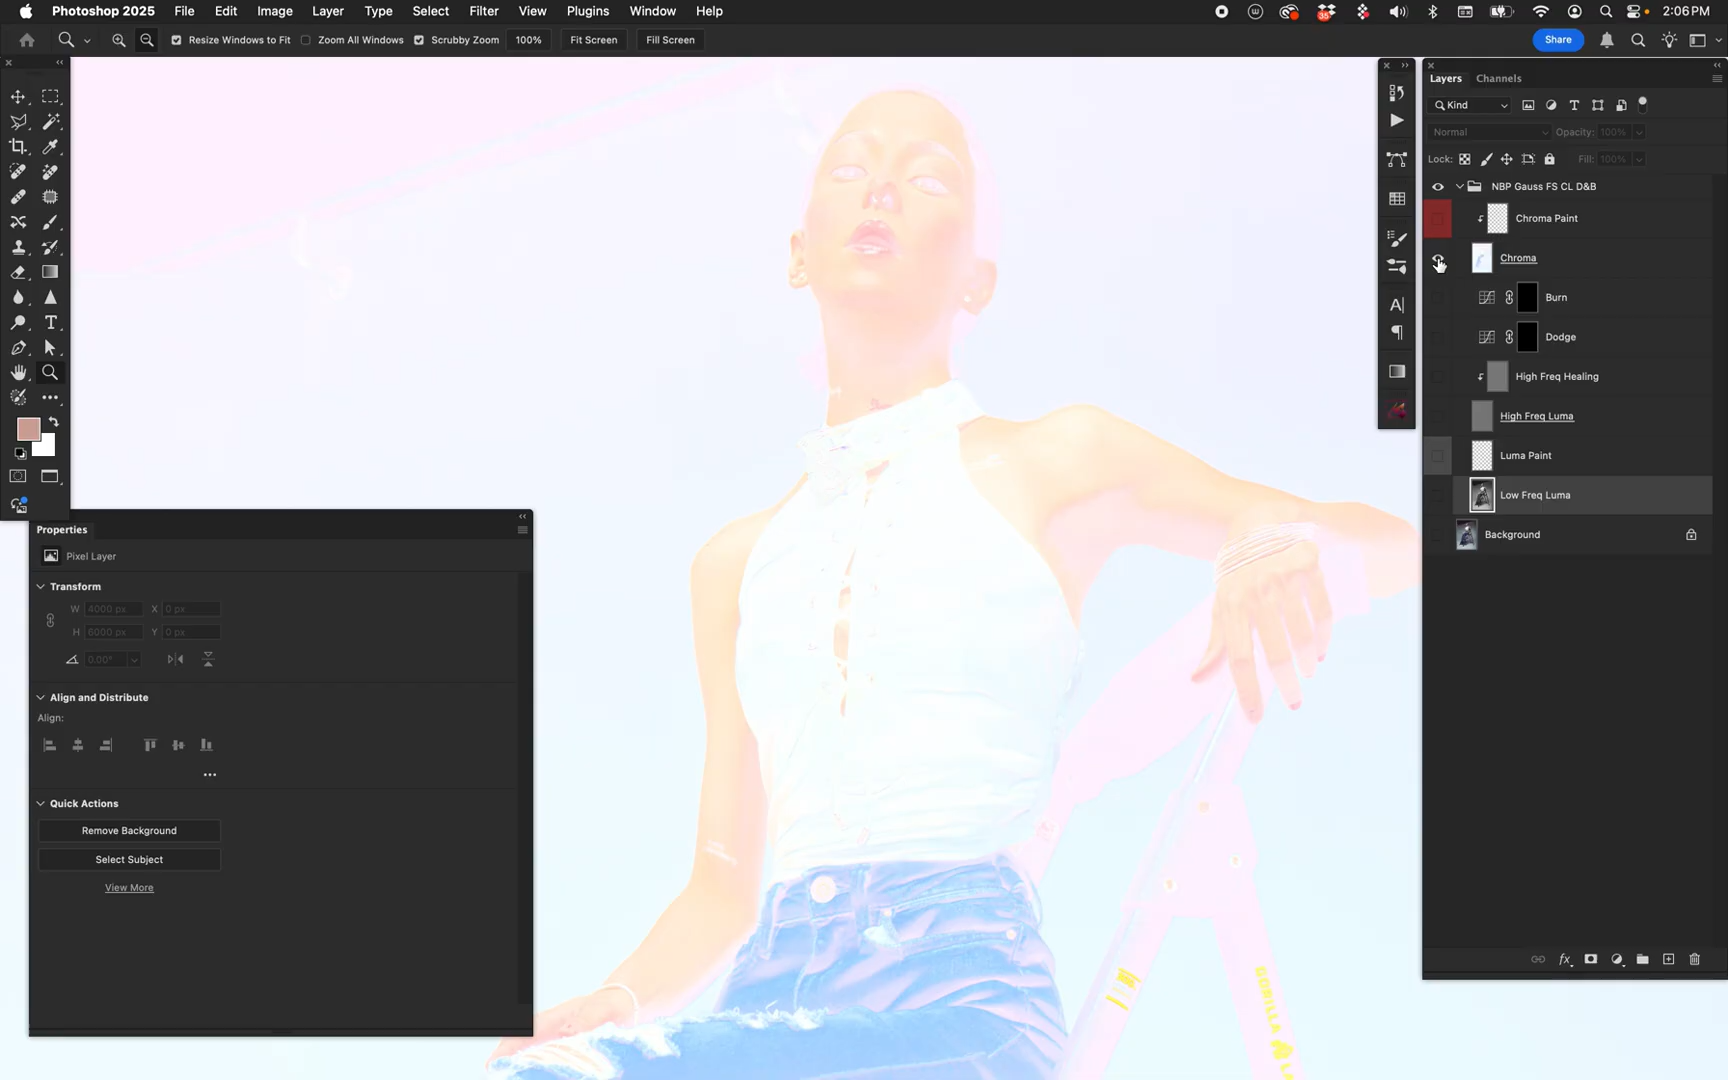 Photoshop 2025 File Edit Image Layer Type Select Filter View Plugins Window Help 2:06 PM
Resize Windows to Fit Zoom All Windows Scrubby Zoom 100% Fit Screen Fill Screen Share
Layers Channels
Kind
Normal Opacity: 100%
Lock: Fill: 100%
NBP Gauss FS CL D&B
Chroma Paint
Chroma
Burn
Dodge
High Freq Healing
High Freq Luma
Luma Paint
Low Freq Luma
Background
Properties
Pixel Layer
Transform
W 4000 px X 0 px
H 6000 px Y 0 px
0.00°
Align and Distribute
Align:
Quick Actions
Remove Background
Select Subject
View More
GORILLA